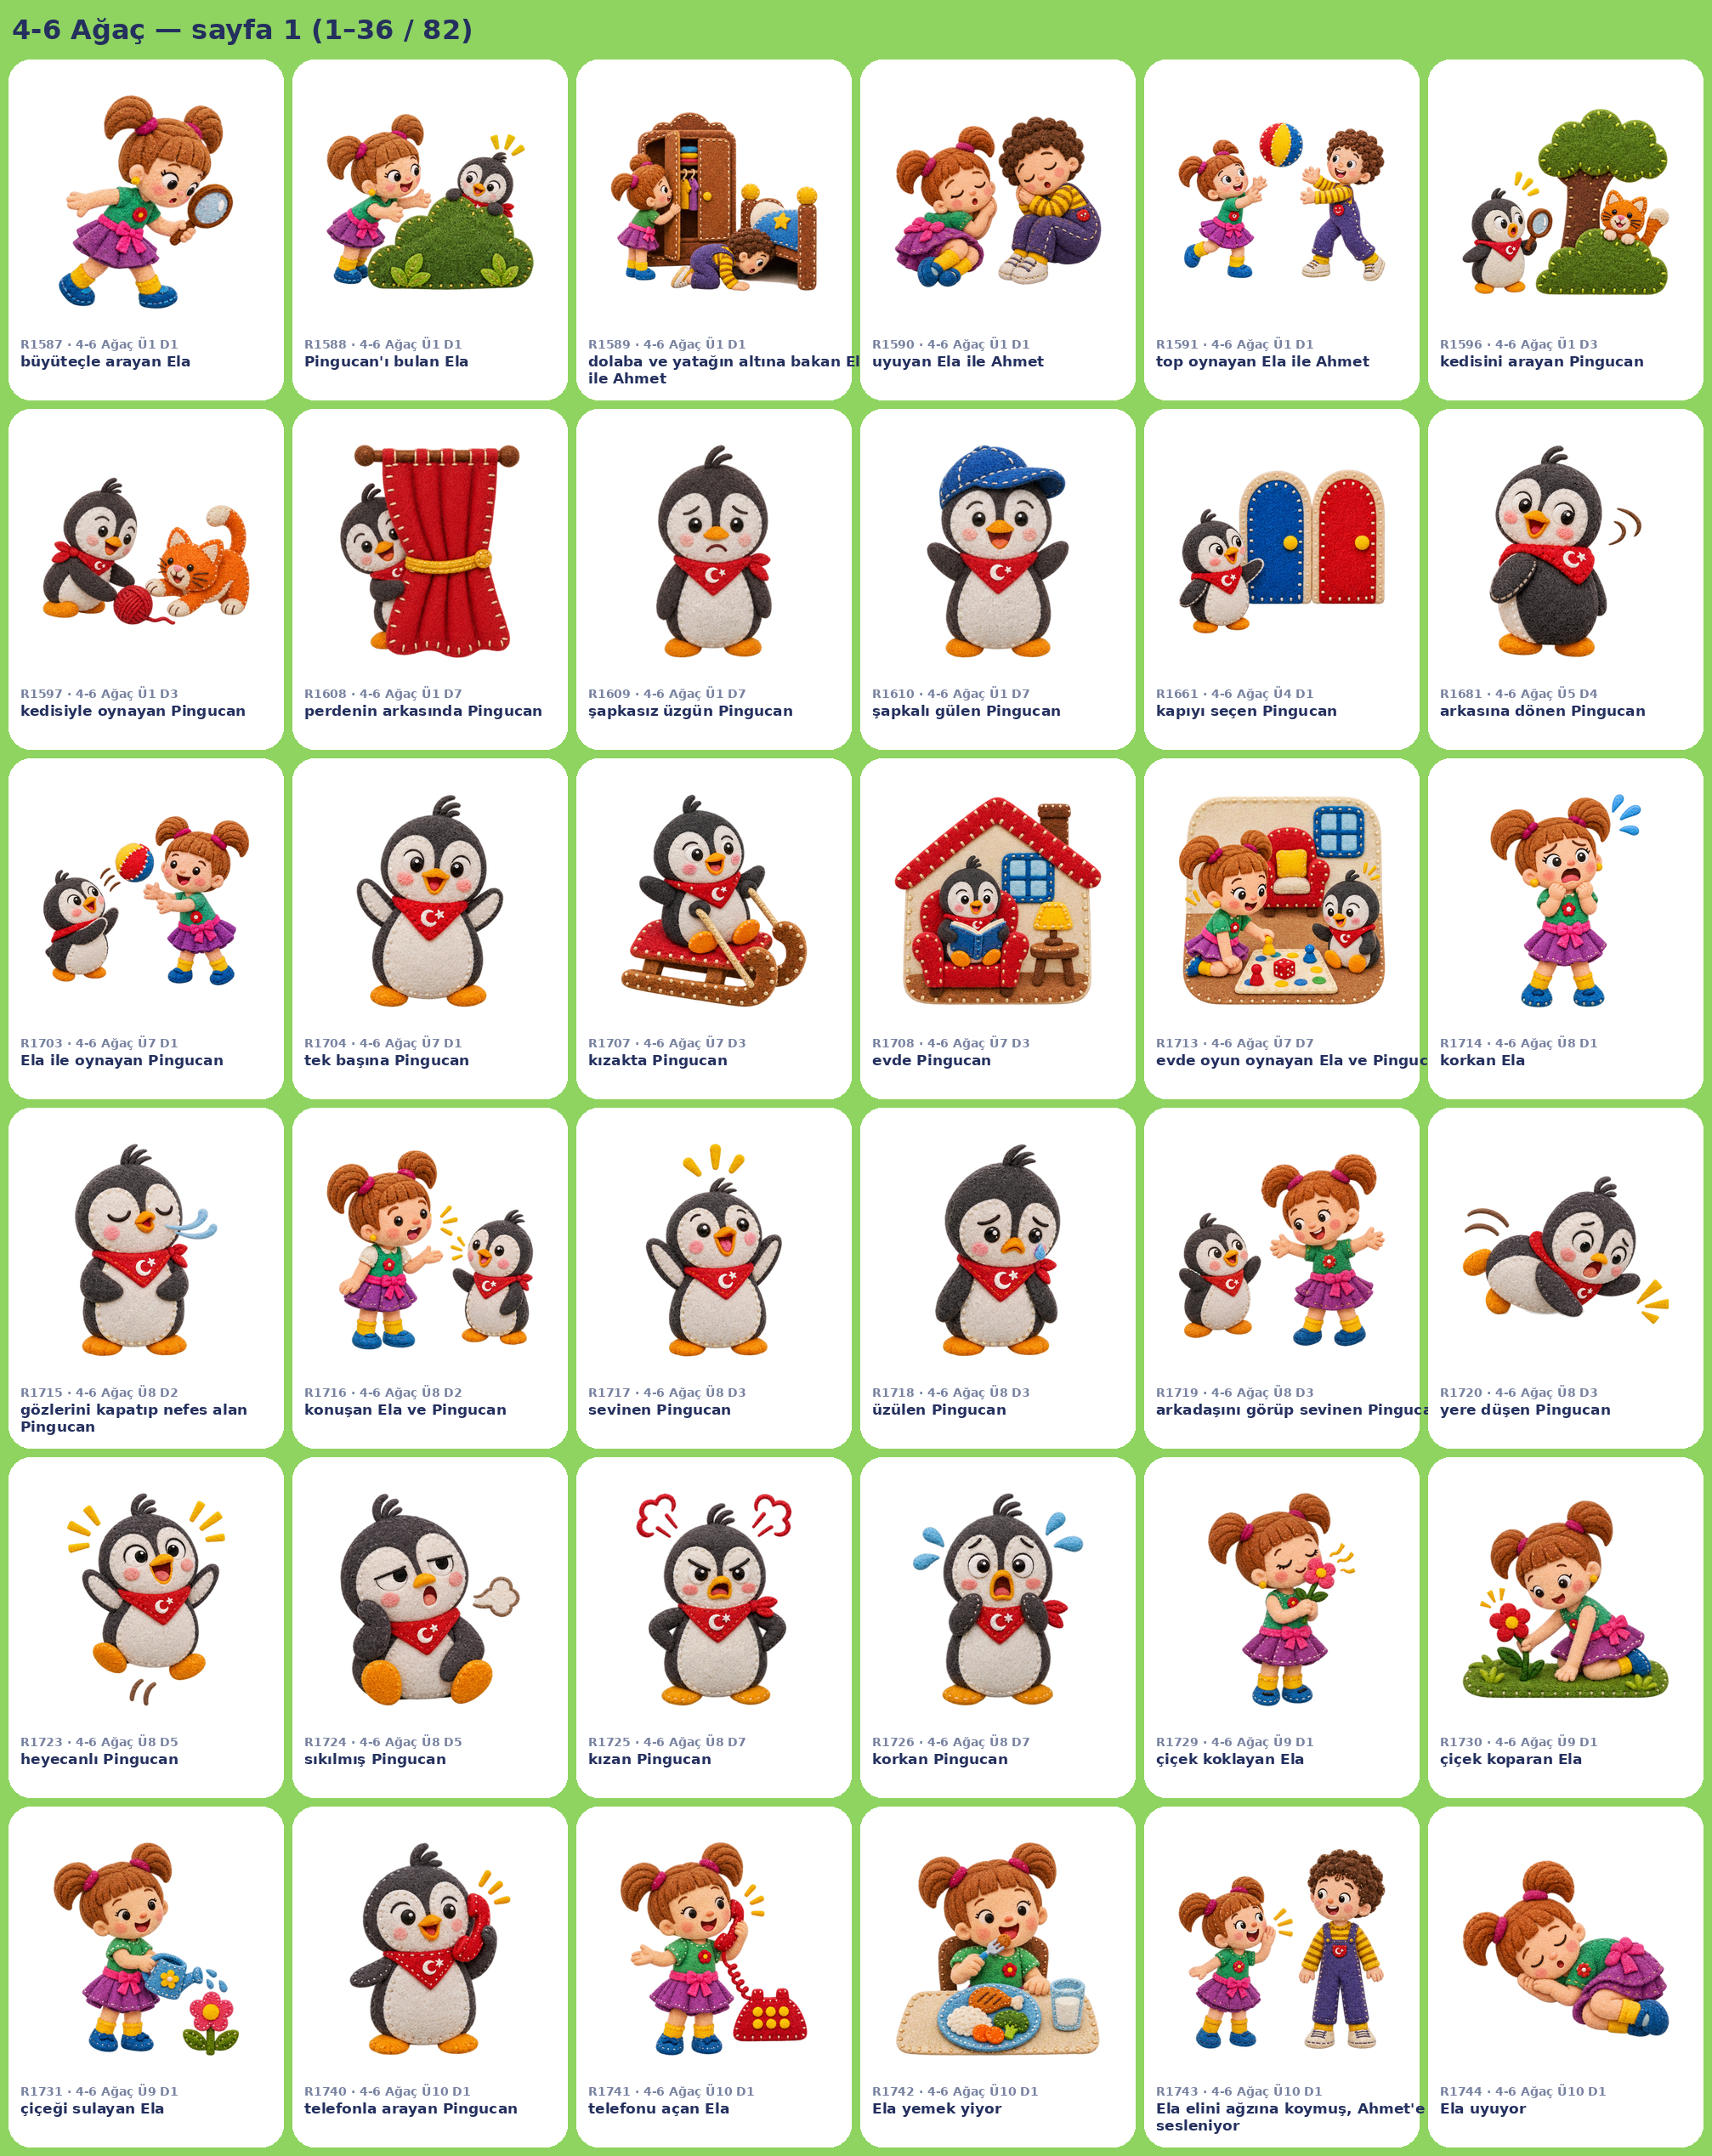 4-6 Ağaç — sayfa 1 (1–36 / 82)
R1587 · 4-6 Ağaç Ü1 D1
büyüteçle arayan Ela
R1588 · 4-6 Ağaç Ü1 D1
Pingucan'ı bulan Ela
R1589 · 4-6 Ağaç Ü1 D1
dolaba ve yatağın altına bakan El
ile Ahmet
R1590 · 4-6 Ağaç Ü1 D1
uyuyan Ela ile Ahmet
R1591 · 4-6 Ağaç Ü1 D1
top oynayan Ela ile Ahmet
R1596 · 4-6 Ağaç Ü1 D3
kedisini arayan Pingucan
R1597 · 4-6 Ağaç Ü1 D3
kedisiyle oynayan Pingucan
R1608 · 4-6 Ağaç Ü1 D7
perdenin arkasında Pingucan
R1609 · 4-6 Ağaç Ü1 D7
şapkasız üzgün Pingucan
R1610 · 4-6 Ağaç Ü1 D7
şapkalı gülen Pingucan
R1661 · 4-6 Ağaç Ü4 D1
kapıyı seçen Pingucan
R1681 · 4-6 Ağaç Ü5 D4
arkasına dönen Pingucan
R1703 · 4-6 Ağaç Ü7 D1
Ela ile oynayan Pingucan
R1704 · 4-6 Ağaç Ü7 D1
tek başına Pingucan
R1707 · 4-6 Ağaç Ü7 D3
kızakta Pingucan
R1708 · 4-6 Ağaç Ü7 D3
evde Pingucan
R1713 · 4-6 Ağaç Ü7 D7
evde oyun oynayan Ela ve Pinguc
R1714 · 4-6 Ağaç Ü8 D1
korkan Ela
R1715 · 4-6 Ağaç Ü8 D2
gözlerini kapatıp nefes alan
Pingucan
R1716 · 4-6 Ağaç Ü8 D2
konuşan Ela ve Pingucan
R1717 · 4-6 Ağaç Ü8 D3
sevinen Pingucan
R1718 · 4-6 Ağaç Ü8 D3
üzülen Pingucan
R1719 · 4-6 Ağaç Ü8 D3
arkadaşını görüp sevinen Pinguca
R1720 · 4-6 Ağaç Ü8 D3
yere düşen Pingucan
R1723 · 4-6 Ağaç Ü8 D5
heyecanlı Pingucan
R1724 · 4-6 Ağaç Ü8 D5
sıkılmış Pingucan
R1725 · 4-6 Ağaç Ü8 D7
kızan Pingucan
R1726 · 4-6 Ağaç Ü8 D7
korkan Pingucan
R1729 · 4-6 Ağaç Ü9 D1
çiçek koklayan Ela
R1730 · 4-6 Ağaç Ü9 D1
çiçek koparan Ela
R1731 · 4-6 Ağaç Ü9 D1
çiçeği sulayan Ela
R1740 · 4-6 Ağaç Ü10 D1
telefonla arayan Pingucan
R1741 · 4-6 Ağaç Ü10 D1
telefonu açan Ela
R1742 · 4-6 Ağaç Ü10 D1
Ela yemek yiyor
R1743 · 4-6 Ağaç Ü10 D1
Ela elini ağzına koymuş, Ahmet'e
sesleniyor
R1744 · 4-6 Ağaç Ü10 D1
Ela uyuyor